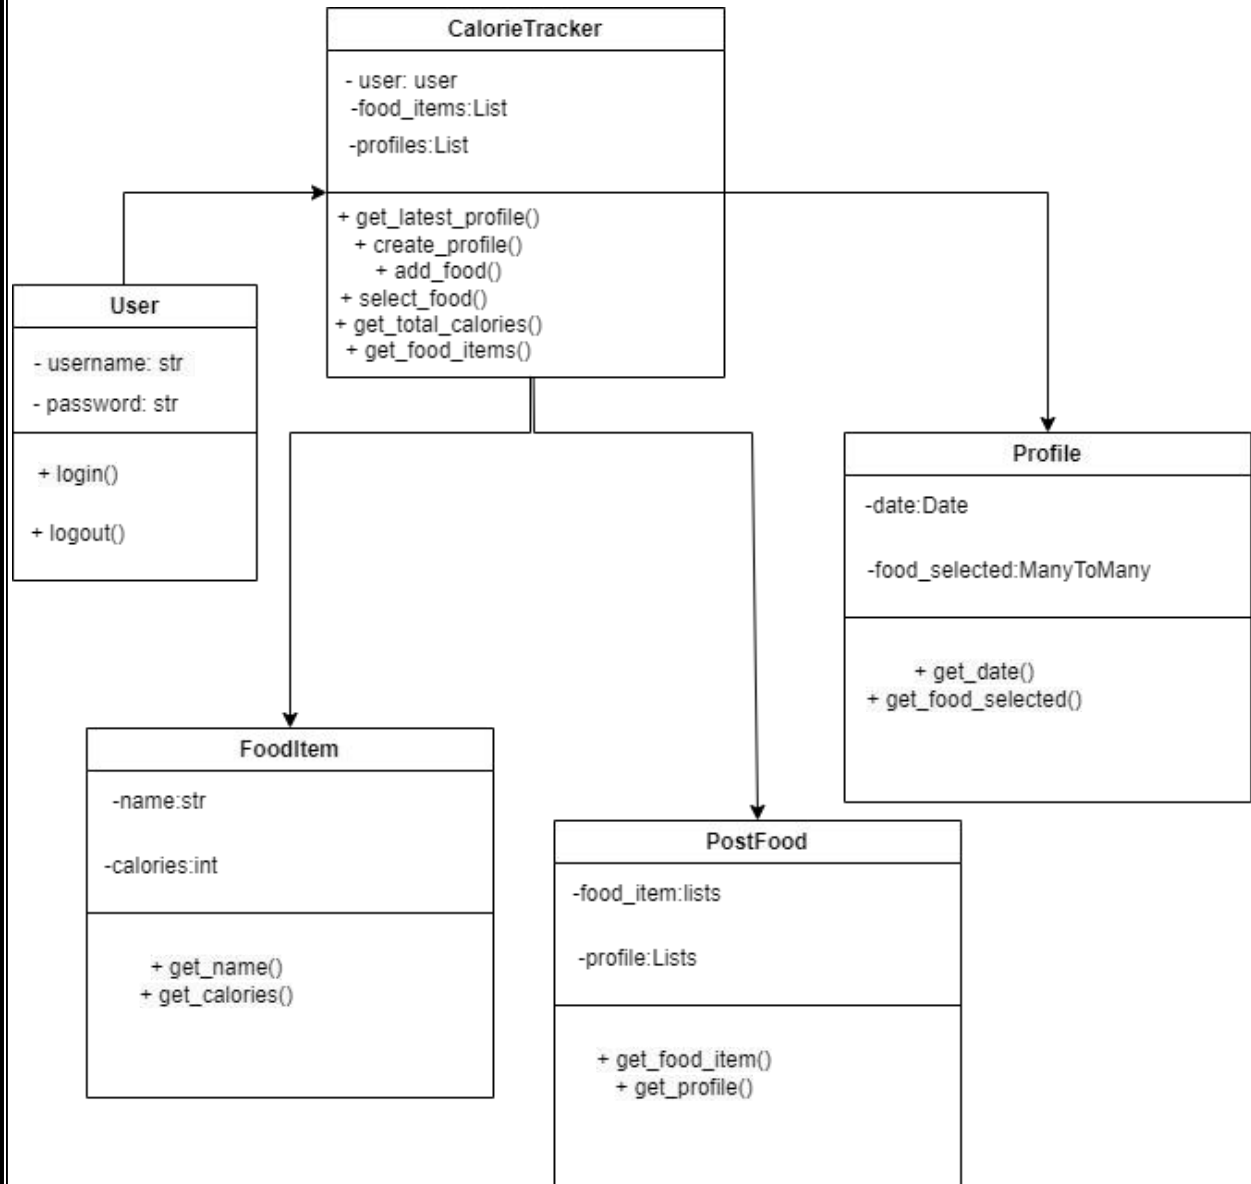 CalorieTracker
- user: user
-food_items:List
-profiles:List
+ get_latest_profile()
+ create_profile()
+ add_food()
+ select_food()
+ get_total_calories()
+ get_food_items()
User
- username: str
- password: str
+ login()
+ logout()
Profile
-date:Date
-food_selected:ManyToMany
+ get_date()
+ get_food_selected()
FoodItem
-name:str
-calories:int
+ get_name()
+ get_calories()
PostFood
-food_item:lists
-profile:Lists
+ get_food_item()
+ get_profile()